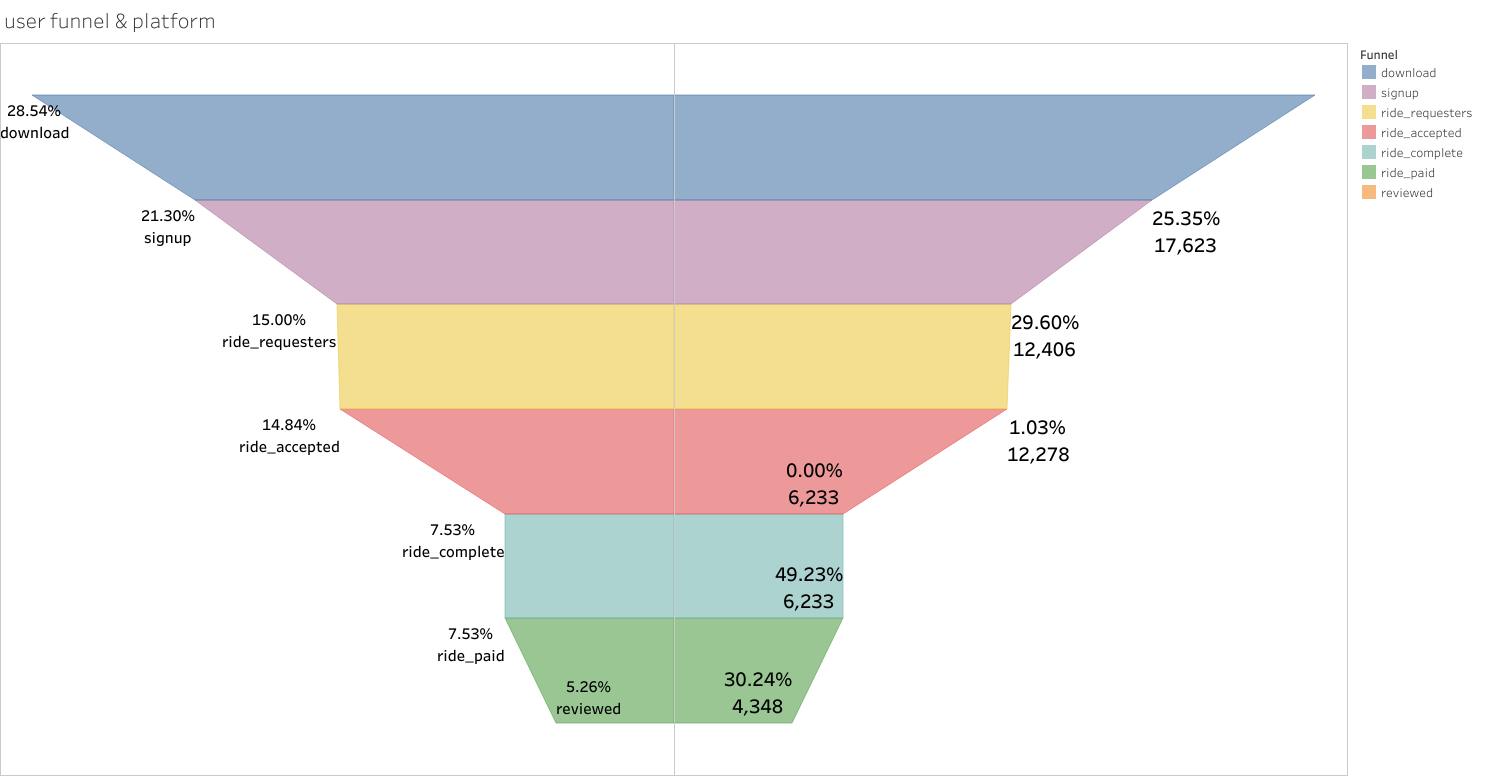 user funnel & platform
Funnel
download
signup
ride_requesters
ride_accepted
ride_complete
ride_paid
reviewed
28.54%
download
21.30%
signup
25.35%
17,623
15.00%
ride_requesters
29.60%
12,406
14.84%
ride_accepted
1.03%
12,278
0.00%
6,233
7.53%
ride_complete
49.23%
6,233
7.53%
ride_paid
5.26%
reviewed
30.24%
4,348